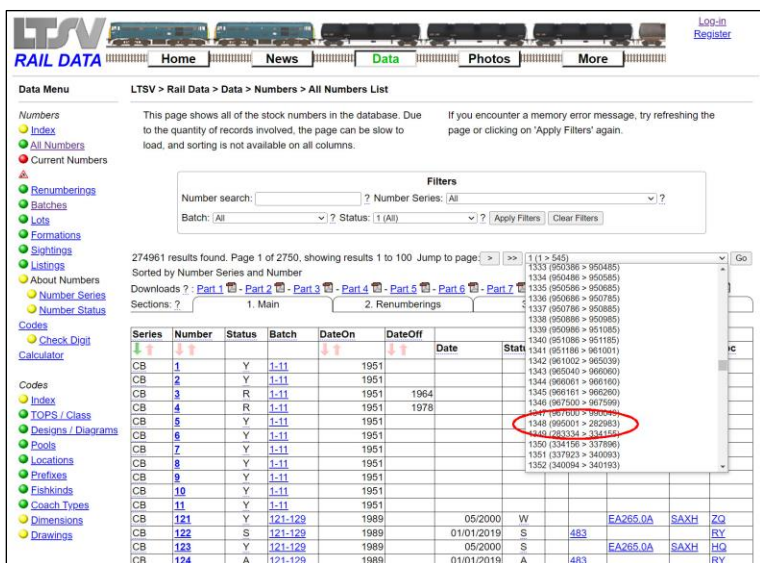 LTSV
RAIL DATA
Home
News
Data
Photos
More
Log-in
Register
Data Menu
Numbers
Index
All Numbers
Current Numbers
Renumberings
Batches
Lots
Formations
Sightings
Listings
About Numbers
Number Series
Number Status
Codes
Check Digit
Calculator
Codes
Index
TOPS / Class
Designs / Diagrams
Pools
Locations
Prefixes
Fishkinds
Coach Types
Dimensions
Drawings
LTSV > Rail Data > Data > Numbers > All Numbers List
This page shows all of the stock numbers in the database. Due
to the quantity of records involved, the page can be slow to
load, and sorting is not available on all columns.
If you encounter a memory error message, try refreshing the
page or clicking on 'Apply Filters' again.
Filters
Number search: ? Number Series: All ?
Batch: All ? Status: 1 (All) ? Apply Filters Clear Filters
274961 results found. Page 1 of 2750, showing results 1 to 100 Jump to page: > >> 1 (1 > 545) Go
Sorted by Number Series and Number
Downloads ? : Part 1 - Part 2 - Part 3 - Part 4 - Part 5 - Part 6 - Part 7
Sections: ? 1. Main 2. Renumberings 3
1333 (950386 > 950485)
1334 (950486 > 950585)
1335 (950586 > 950685)
1336 (950686 > 950785)
1337 (950786 > 950885)
1338 (950886 > 950985)
1339 (950986 > 951085)
1340 (951086 > 951185)
1341 (951186 > 961001)
1342 (961002 > 965039)
1343 (965040 > 966060)
1344 (966061 > 966160)
1345 (966161 > 966260)
1346 (967500 > 967599)
1347 (967600 > 990049)
1348 (995001 > 282983)
1349 (283334 > 334155)
1350 (334156 > 337896)
1351 (337923 > 340093)
1352 (340094 > 340193)
Series Number Status Batch DateOn DateOff
Date
CB 1 Y 1-11 1951
CB 2 Y 1-11 1951
CB 3 R 1-11 1951 1964
CB 4 R 1-11 1951 1978
CB 5 Y 1-11 1951
CB 6 Y 1-11 1951
CB 7 Y 1-11 1951
CB 8 Y 1-11 1951
CB 9 Y 1-11 1951
CB 10 Y 1-11 1951
CB 11 Y 1-11 1951
CB 121 Y 121-129 1989 05/2000 W EA265.0A SAXH ZQ
CB 122 S 121-129 1989 01/01/2019 S 483 RY
CB 123 Y 121-129 1989 05/2000 S EA265.0A SAXH HQ
CB 124 A 121-129 1989 01/01/2019 A 483 RY